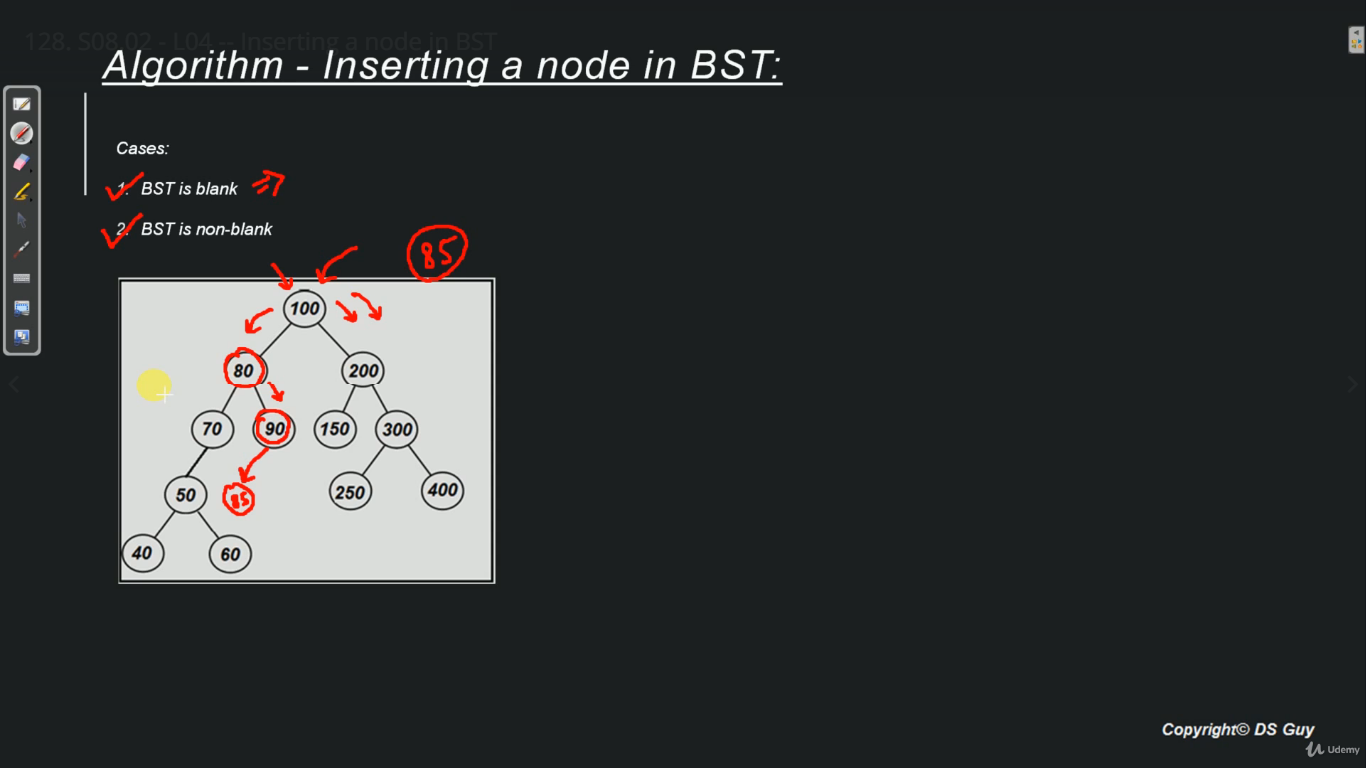 128. S08 02 - L04 -- Inserting a node in BST
Algorithm - Inserting a node in BST:
Cases:
1. BST is blank
2. BST is non-blank
85
100
80 200
70 90 150 300
50 85 250 400
40 60
Copyright© DS Guy
Udemy